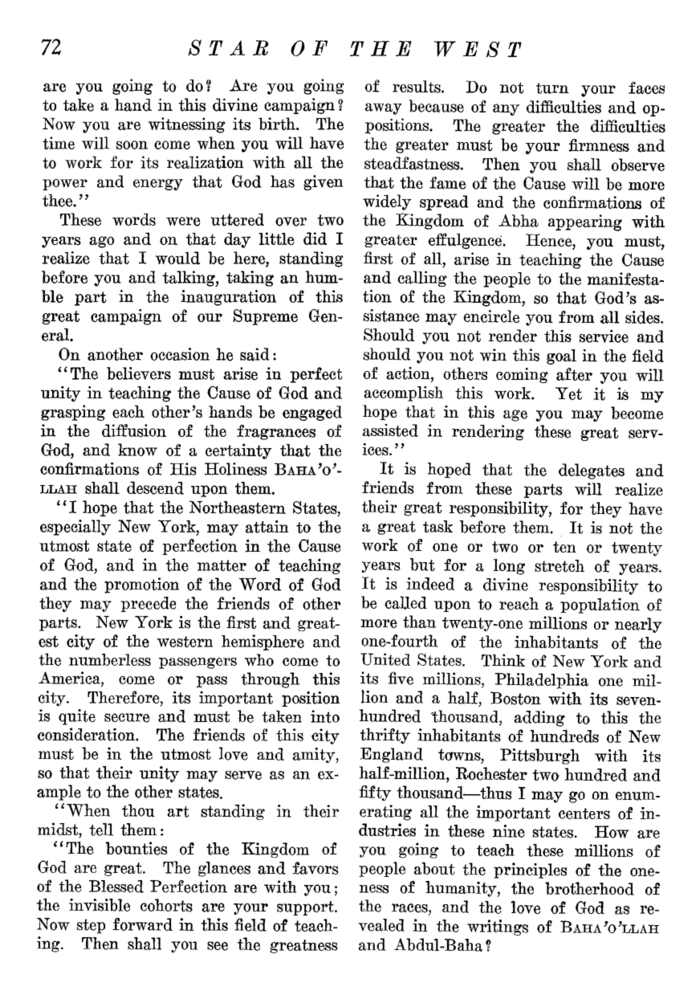 72 STAR OF THE WEST
are you going to do? Are you going
to take a hand in this divine campaign?
Now you are witnessing its birth. The
time will soon come when you will have
to work for its realization with all the
power and energy that God has given
thee.''
These words were uttered over two
years ago and on that day little did I
realize that I would be here, standing
before you and talking, taking an hum-
ble part in the inauguration of this
great campaign of our Supreme Gen-
eral.
On another occasion he said:
''The believers must arise in perfect
unity in teaching the Cause of God and
grasping each other's hands be engaged
in the diffusion of the fragrances of
God, and know of a certainty that the
confirmations of His Holiness BAHA'O'-
LLAH shall descend upon them.
''I hope that the Northeastern States,
especially New York, may attain to the
utmost state of perfection in the Cause
of God, and in the matter of teaching
and the promotion of the Word of God
they may precede the friends of other
parts. New York is the first and great-
est city of the western hemisphere and
the numberless passengers who come to
America, come or pass through this
city. Therefore, its important position
is quite secure and must be taken into
consideration. The friends of this city
must be in the utmost love and amity,
so that their unity may serve as an ex-
ample to the other states.
''When thou art standing in their
midst, tell them:
''The bounties of the Kingdom of
God are great. The glances and favors
of the Blessed Perfection are with you;
the invisible cohorts are your support.
Now step forward in this field of teach-
ing. Then shall you see the greatness
of results. Do not turn your faces
away because of any difficulties and op-
positions. The greater the difficulties
the greater must be your firmness and
steadfastness. Then you shall observe
that the fame of the Cause will be more
widely spread and the confirmations of
the Kingdom of Abha appearing with
greater effulgence. Hence, you must,
first of all, arise in teaching the Cause
and calling the people to the manifesta-
tion of the Kingdom, so that God's as-
sistance may encircle you from all sides.
Should you not render this service and
should you not win this goal in the field
of action, others coming after you will
accomplish this work. Yet it is my
hope that in this age you may become
assisted in rendering these great serv-
ices.''
It is hoped that the delegates and
friends from these parts will realize
their great responsibility, for they have
a great task before them. It is not the
work of one or two or ten or twenty
years but for a long stretch of years.
It is indeed a divine responsibility to
be called upon to reach a population of
more than twenty-one millions or nearly
one-fourth of the inhabitants of the
United States. Think of New York and
its five millions, Philadelphia one mil-
lion and a half, Boston with its seven-
hundred thousand, adding to this the
thrifty inhabitants of hundreds of New
England towns, Pittsburgh with its
half-million, Rochester two hundred and
fifty thousand—thus I may go on enum-
erating all the important centers of in-
dustries in these nine states. How are
you going to teach these millions of
people about the principles of the one-
ness of humanity, the brotherhood of
the races, and the love of God as re-
vealed in the writings of BAHA'O'LLAH
and Abdul-Baha?